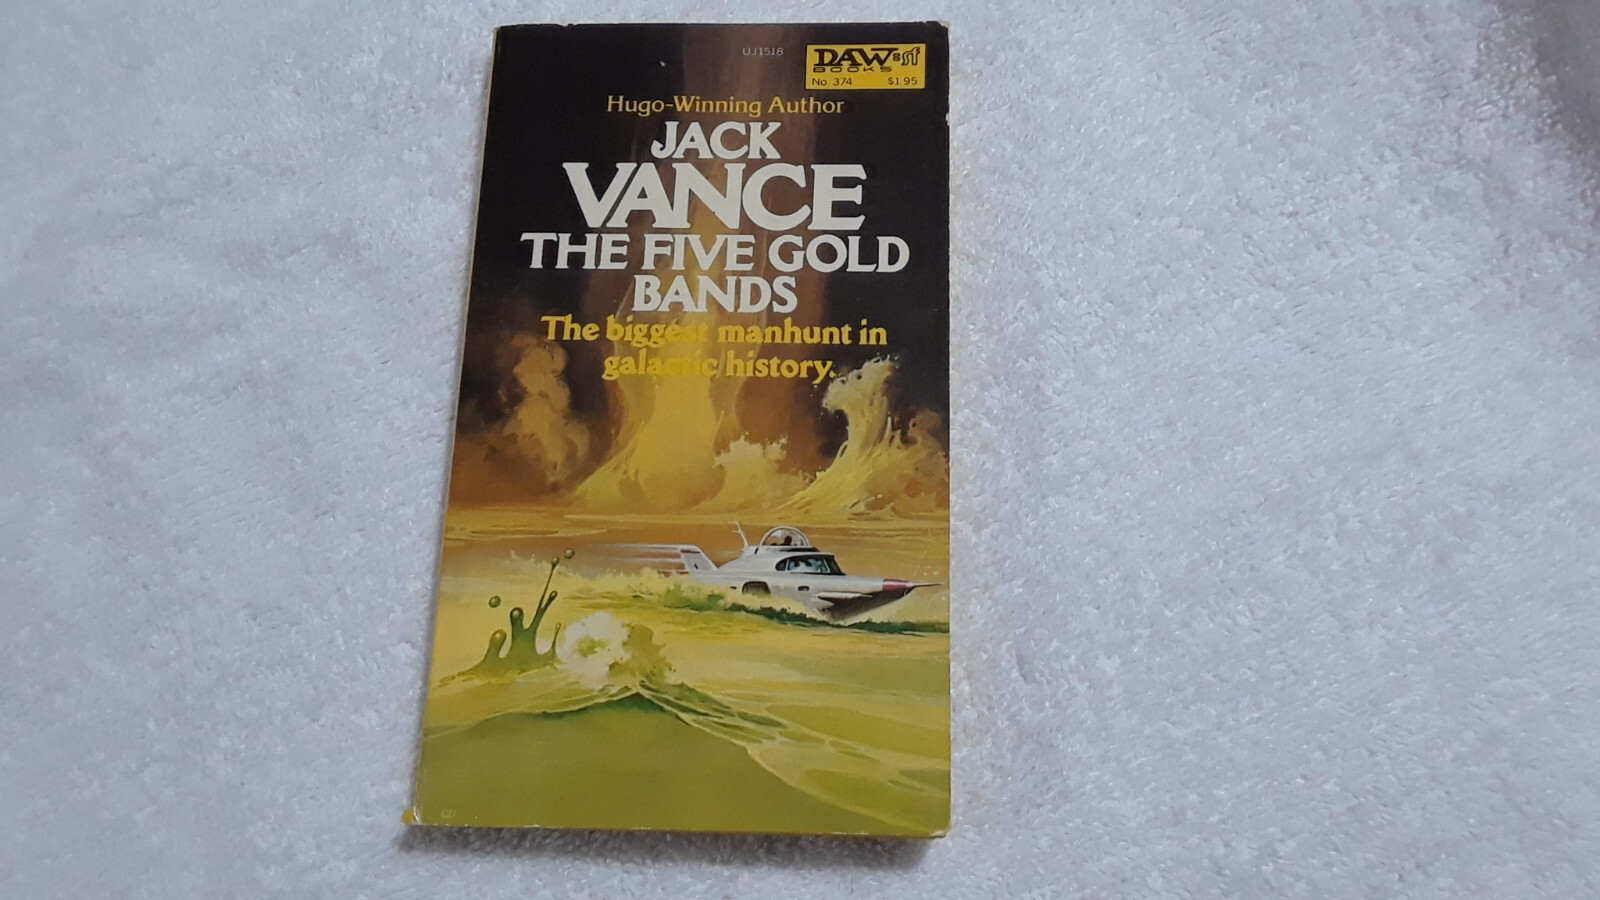 UJ1518
DAW sf
BOOKS
No. 374 $1.95
Hugo-Winning Author
JACK
VANCE
THE FIVE GOLD
BANDS
The biggest manhunt in
galactic history.